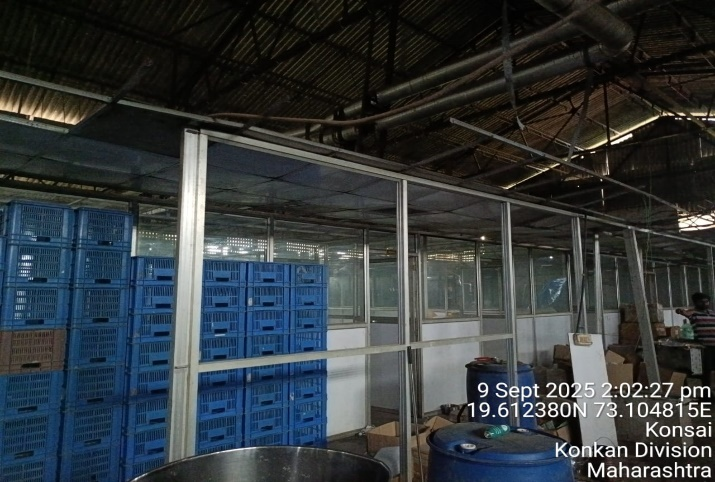 9 Sept 2025 2:02:27 pm
19.612380N 73.104815E
Konsai
Konkan Division
Maharashtra